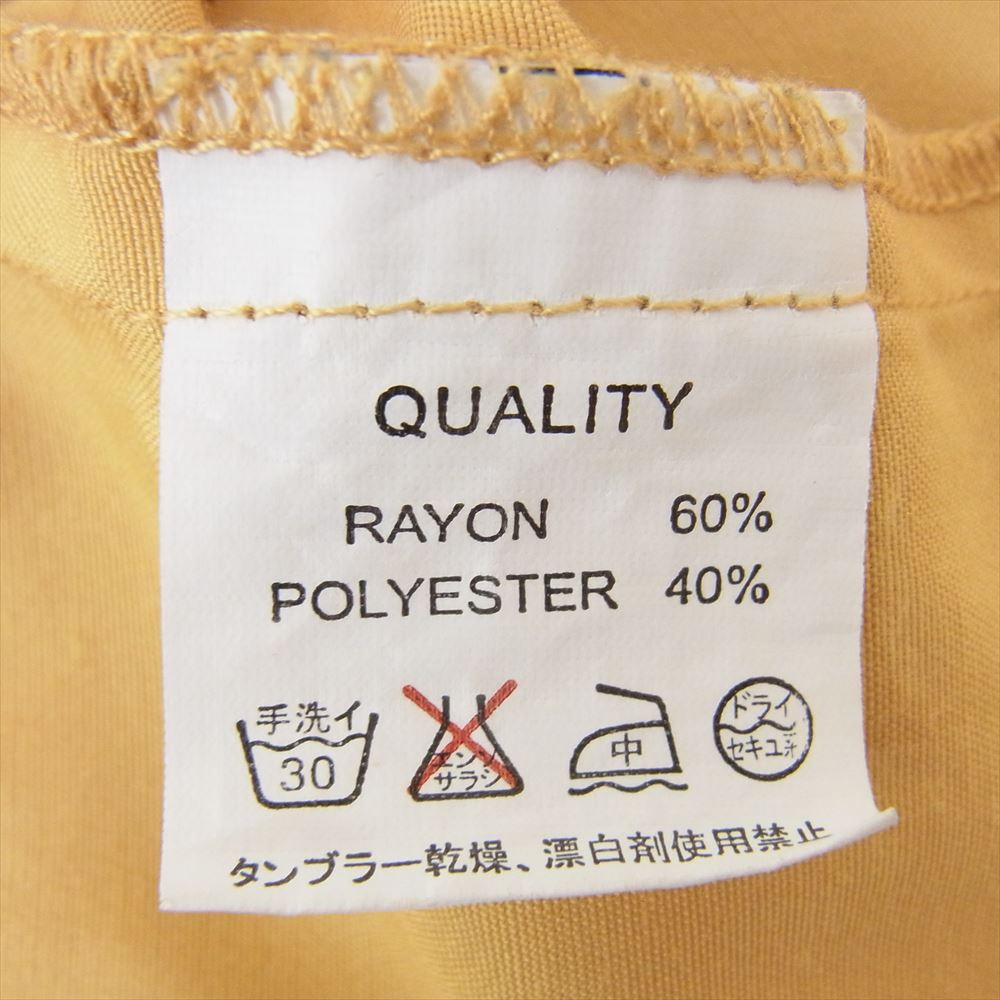 QUALITY
RAYON 60%
POLYESTER 40%
手洗イ
30
エンソ
サラシ
中
ドライ
セキユ系
タンブラー乾燥、漂白剤使用禁止